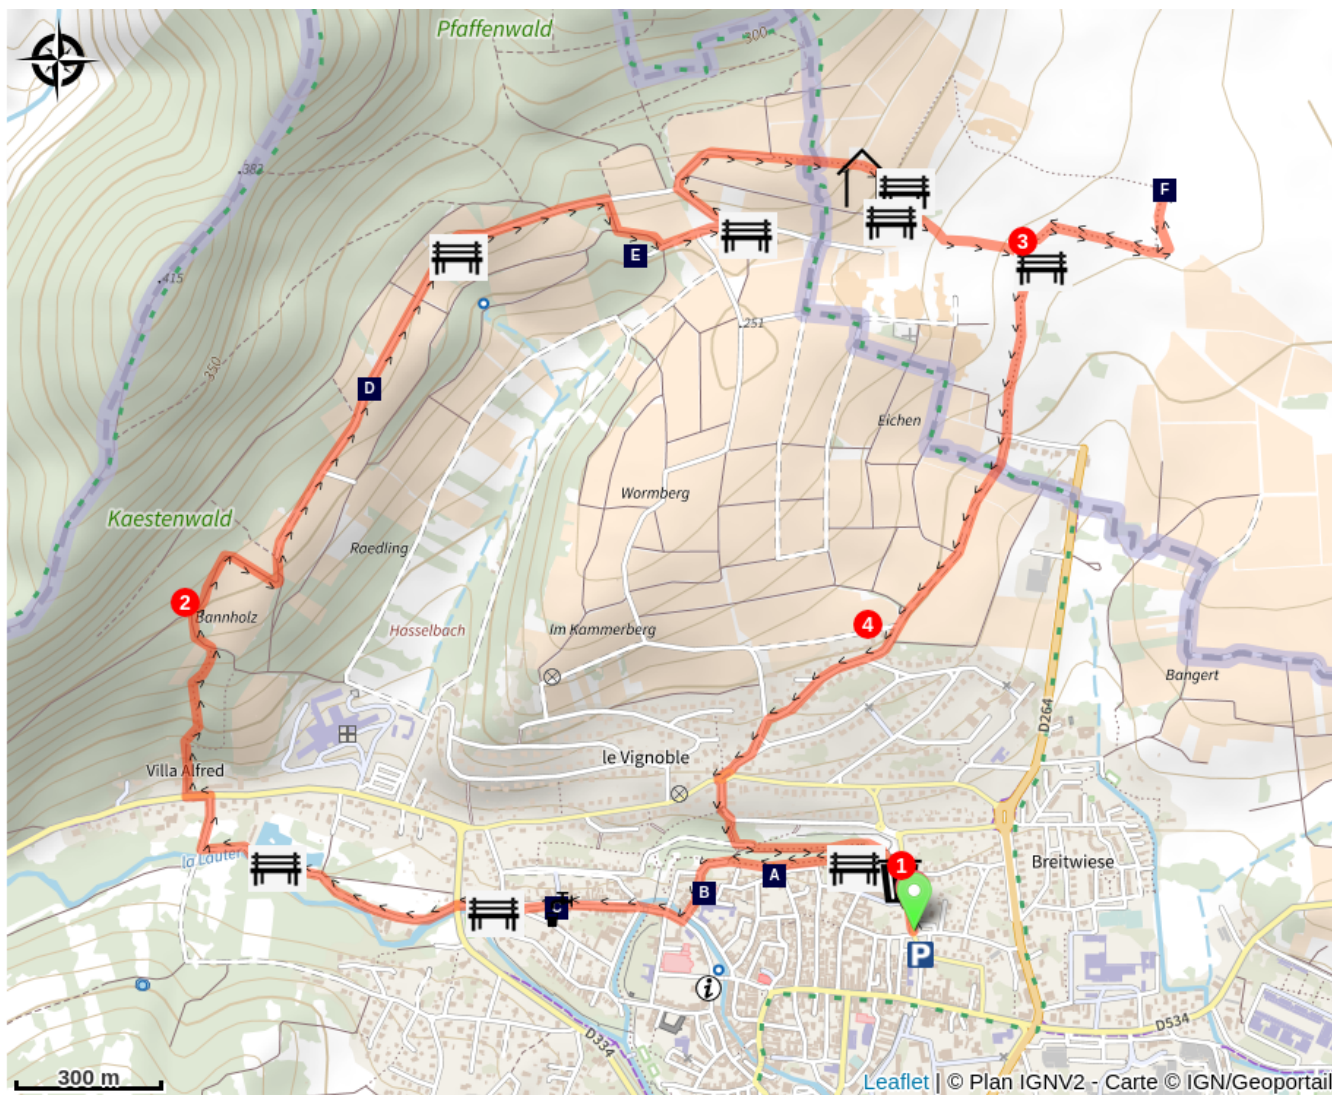 Pfaffenwald
300
382
F
3
E
415
251
350
D
Eichen
Wormberg
Kaestenwald
Raedling
2
Bannholz
4
Hasselbach
Im Kammerberg
Bangert
D264
le Vignoble
Villa Alfred
la Lauter
1
Breitwiese
A
B
C
P
i
D334
D534
300 m
Leaflet | © Plan IGNV2 - Carte © IGN/Geoportail